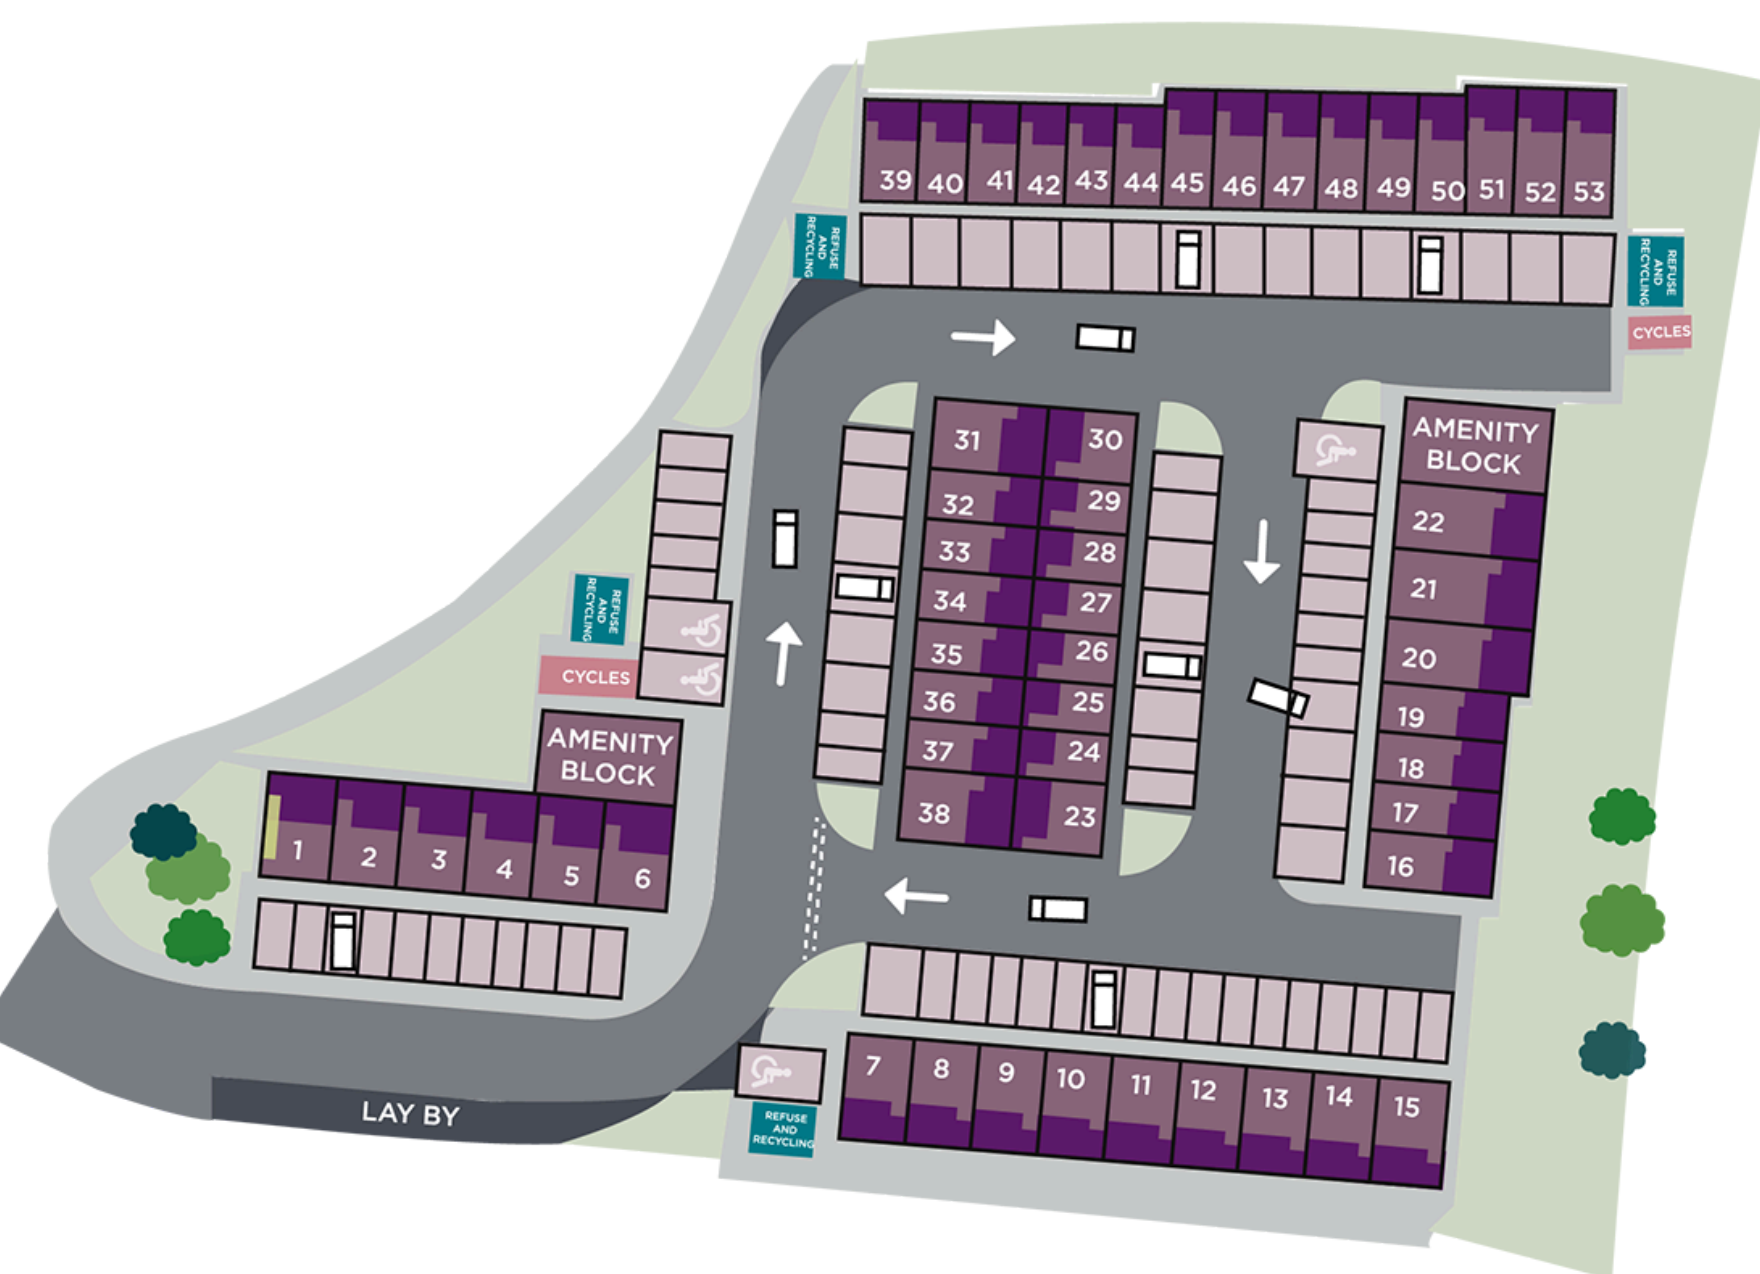 39
40
41
42
43
44
45
46
47
48
49
50
51
52
53
REFUSE
AND
RECYCLING
REFUSE
AND
RECYCLING
CYCLES
31
30
32
29
33
28
34
27
35
26
36
25
37
24
38
23
AMENITY
BLOCK
22
21
20
19
18
17
16
REFUSE
AND
RECYCLING
CYCLES
AMENITY
BLOCK
1
2
3
4
5
6
LAY BY
REFUSE
AND
RECYCLING
7
8
9
10
11
12
13
14
15